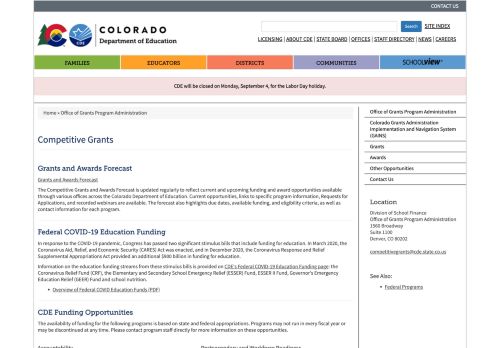 CONTACT US
COLORADO
Department of Education
CDE
Search
SITE INDEX
LICENSING | ABOUT CDE | STATE BOARD | OFFICES | STAFF DIRECTORY | NEWS | CAREERS
FAMILIES
EDUCATORS
DISTRICTS
COMMUNITIES
SCHOOLVIEW
CDE will be closed on Monday, September 4, for the Labor Day holiday.
Home » Office of Grants Program Administration
Competitive Grants
Grants and Awards Forecast
Grants and Awards Forecast
The Competitive Grants and Awards Forecast is updated regularly to reflect current and upcoming funding and award opportunities available
through various offices across the Colorado Department of Education. Current opportunities, links to specific program information, Requests for
Applications, and recorded webinars are available. The forecast also highlights due dates, available funding, and eligibility criteria, as well as
contact information for each program.
Federal COVID-19 Education Funding
In response to the COVID-19 pandemic, Congress has passed two significant stimulus bills that include funding for education. In March 2020, the
Coronavirus Aid, Relief, and Economic Security (CARES) Act was enacted, and in December 2020, the Coronavirus Response and Relief
Supplemental Appropriations Act provided an additional $900 billion in funding for education.
Information on the education funding streams from these stimulus bills is provided on CDE's Federal COVID-19 Education Funding page: the
Coronavirus Relief Fund (CRF), the Elementary and Secondary School Emergency Relief (ESSER) Fund, ESSER II Fund, Governor's Emergency
Education Relief (GEER) Fund and school nutrition.
• Overview of Federal COVID Education Funds (PDF)
CDE Funding Opportunities
The availability of funding for the following programs is based on state and federal appropriations. Programs may not run in every fiscal year or
may be discontinued at any time. Please contact program staff directly for more information on these opportunities.
Office of Grants Program Administration
Colorado Grants Administration
Implementation and Navigation System
(GAINS)
Grants
Awards
Other Opportunities
Contact Us
Location
Division of School Finance
Office of Grants Program Administration
1560 Broadway
Suite 1100
Denver, CO 80202
competitivegrants@cde.state.co.us
See Also:
• Federal Programs